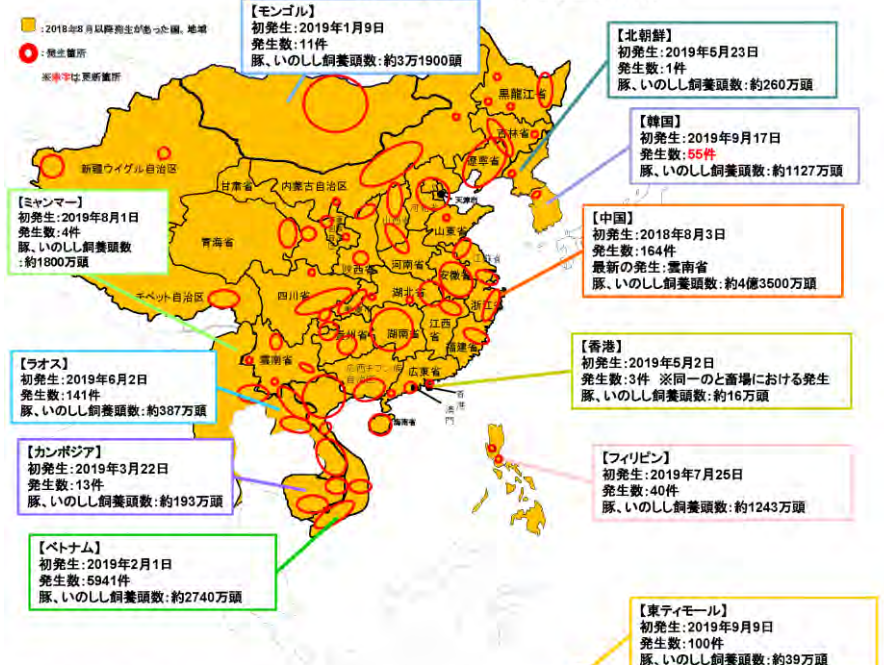 :2018年8月以降発生があった国、地域
:発生箇所
※赤字は更新箇所
【モンゴル】
初発生:2019年1月9日
発生数:11件
豚、いのしし飼養頭数:約3万1900頭
【北朝鮮】
初発生:2019年5月23日
発生数:1件
豚、いのしし飼養頭数:約260万頭
【韓国】
初発生:2019年9月17日
発生数:55件
豚、いのしし飼養頭数:約1127万頭
【中国】
初発生:2018年8月3日
発生数:164件
最新の発生:雲南省
豚、いのしし飼養頭数:約4億3500万頭
【香港】
初発生:2019年5月2日
発生数:3件 ※同一のと畜場における発生
豚、いのしし飼養頭数:約16万頭
【フィリピン】
初発生:2019年7月25日
発生数:40件
豚、いのしし飼養頭数:約1243万頭
【東ティモール】
初発生:2019年9月9日
発生数:100件
豚、いのしし飼養頭数:約39万頭
【ミャンマー】
初発生:2019年8月1日
発生数:4件
豚、いのしし飼養頭数
:約1800万頭
【ラオス】
初発生:2019年6月2日
発生数:141件
豚、いのしし飼養頭数:約387万頭
【カンボジア】
初発生:2019年3月22日
発生数:13件
豚、いのしし飼養頭数:約193万頭
【ベトナム】
初発生:2019年2月1日
発生数:5941件
豚、いのしし飼養頭数:約2740万頭
黒龍江省
吉林省
遼寧省
新疆ウイグル自治区
甘粛省
内蒙古自治区
天津市
山西省
山東省
青海省
陝西省
河南省
江蘇省
安徽省
チベット自治区
四川省
湖北省
浙江省
貴州省
湖南省
江西省
福建省
雲南省
広東省
香港
澳門
海南省